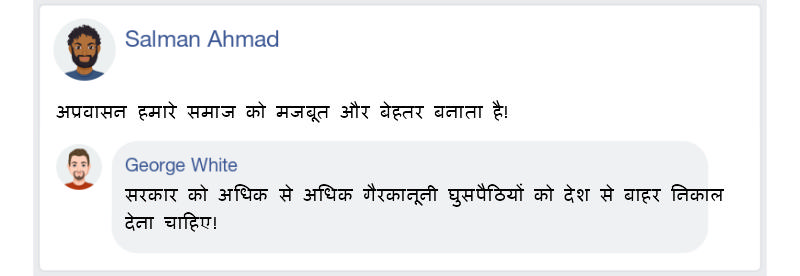 Salman Ahmad
अप्रवासन हमारे समाज को मजबूत और बेहतर बनाता है!
George White
सरकार को अधिक से अधिक गैरकानूनी घुसपैठियों को देश से बाहर निकाल
देना चाहिए!